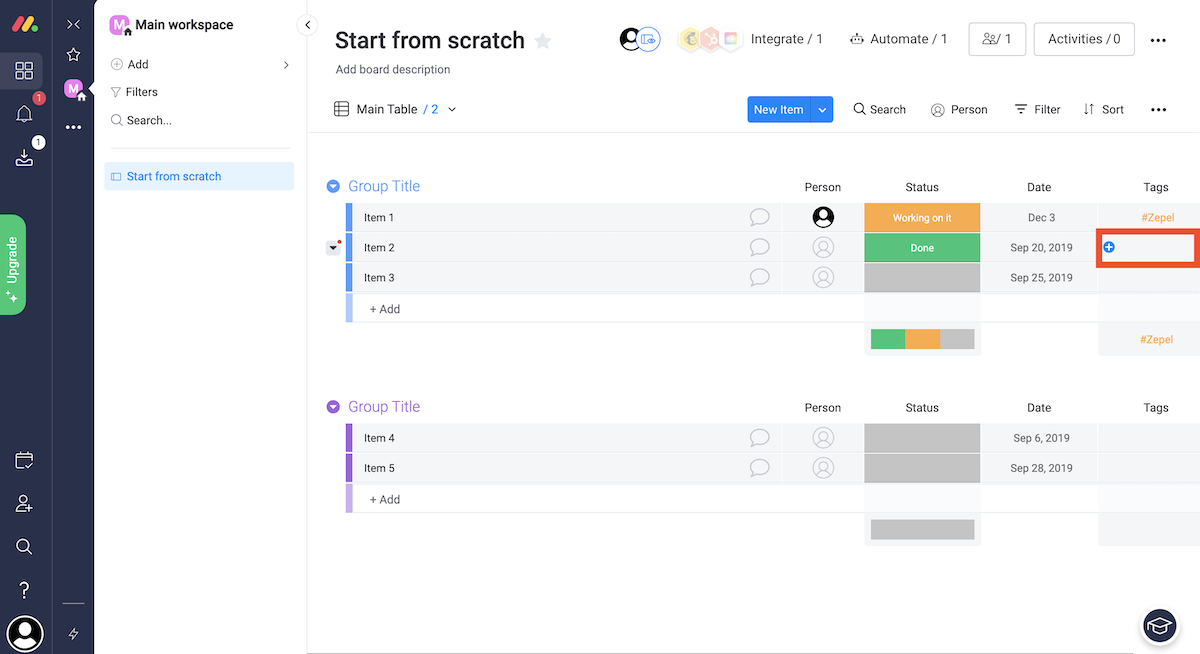 M
Main workspace
Add
Filters
Search...
Start from scratch
1
M
1
Upgrade
?
Start from scratch
Add board description
Integrate / 1
Automate / 1
/ 1
Activities / 0
Main Table / 2
New Item
Search
Person
Filter
Sort
Group Title
Person
Status
Date
Tags
Item 1
Working on it
Dec 3
#Zepel
Item 2
Done
Sep 20, 2019
Item 3
Sep 25, 2019
+ Add
#Zepel
Group Title
Person
Status
Date
Tags
Item 4
Sep 6, 2019
Item 5
Sep 28, 2019
+ Add